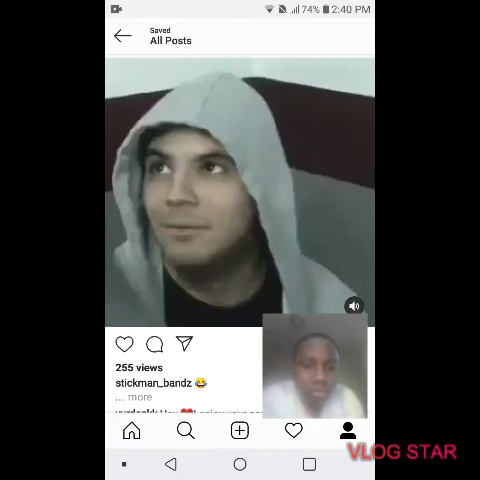 74% 2:40 PM
Saved
All Posts
255 views
stickman_bandz 😂
.... more
VLOG STAR